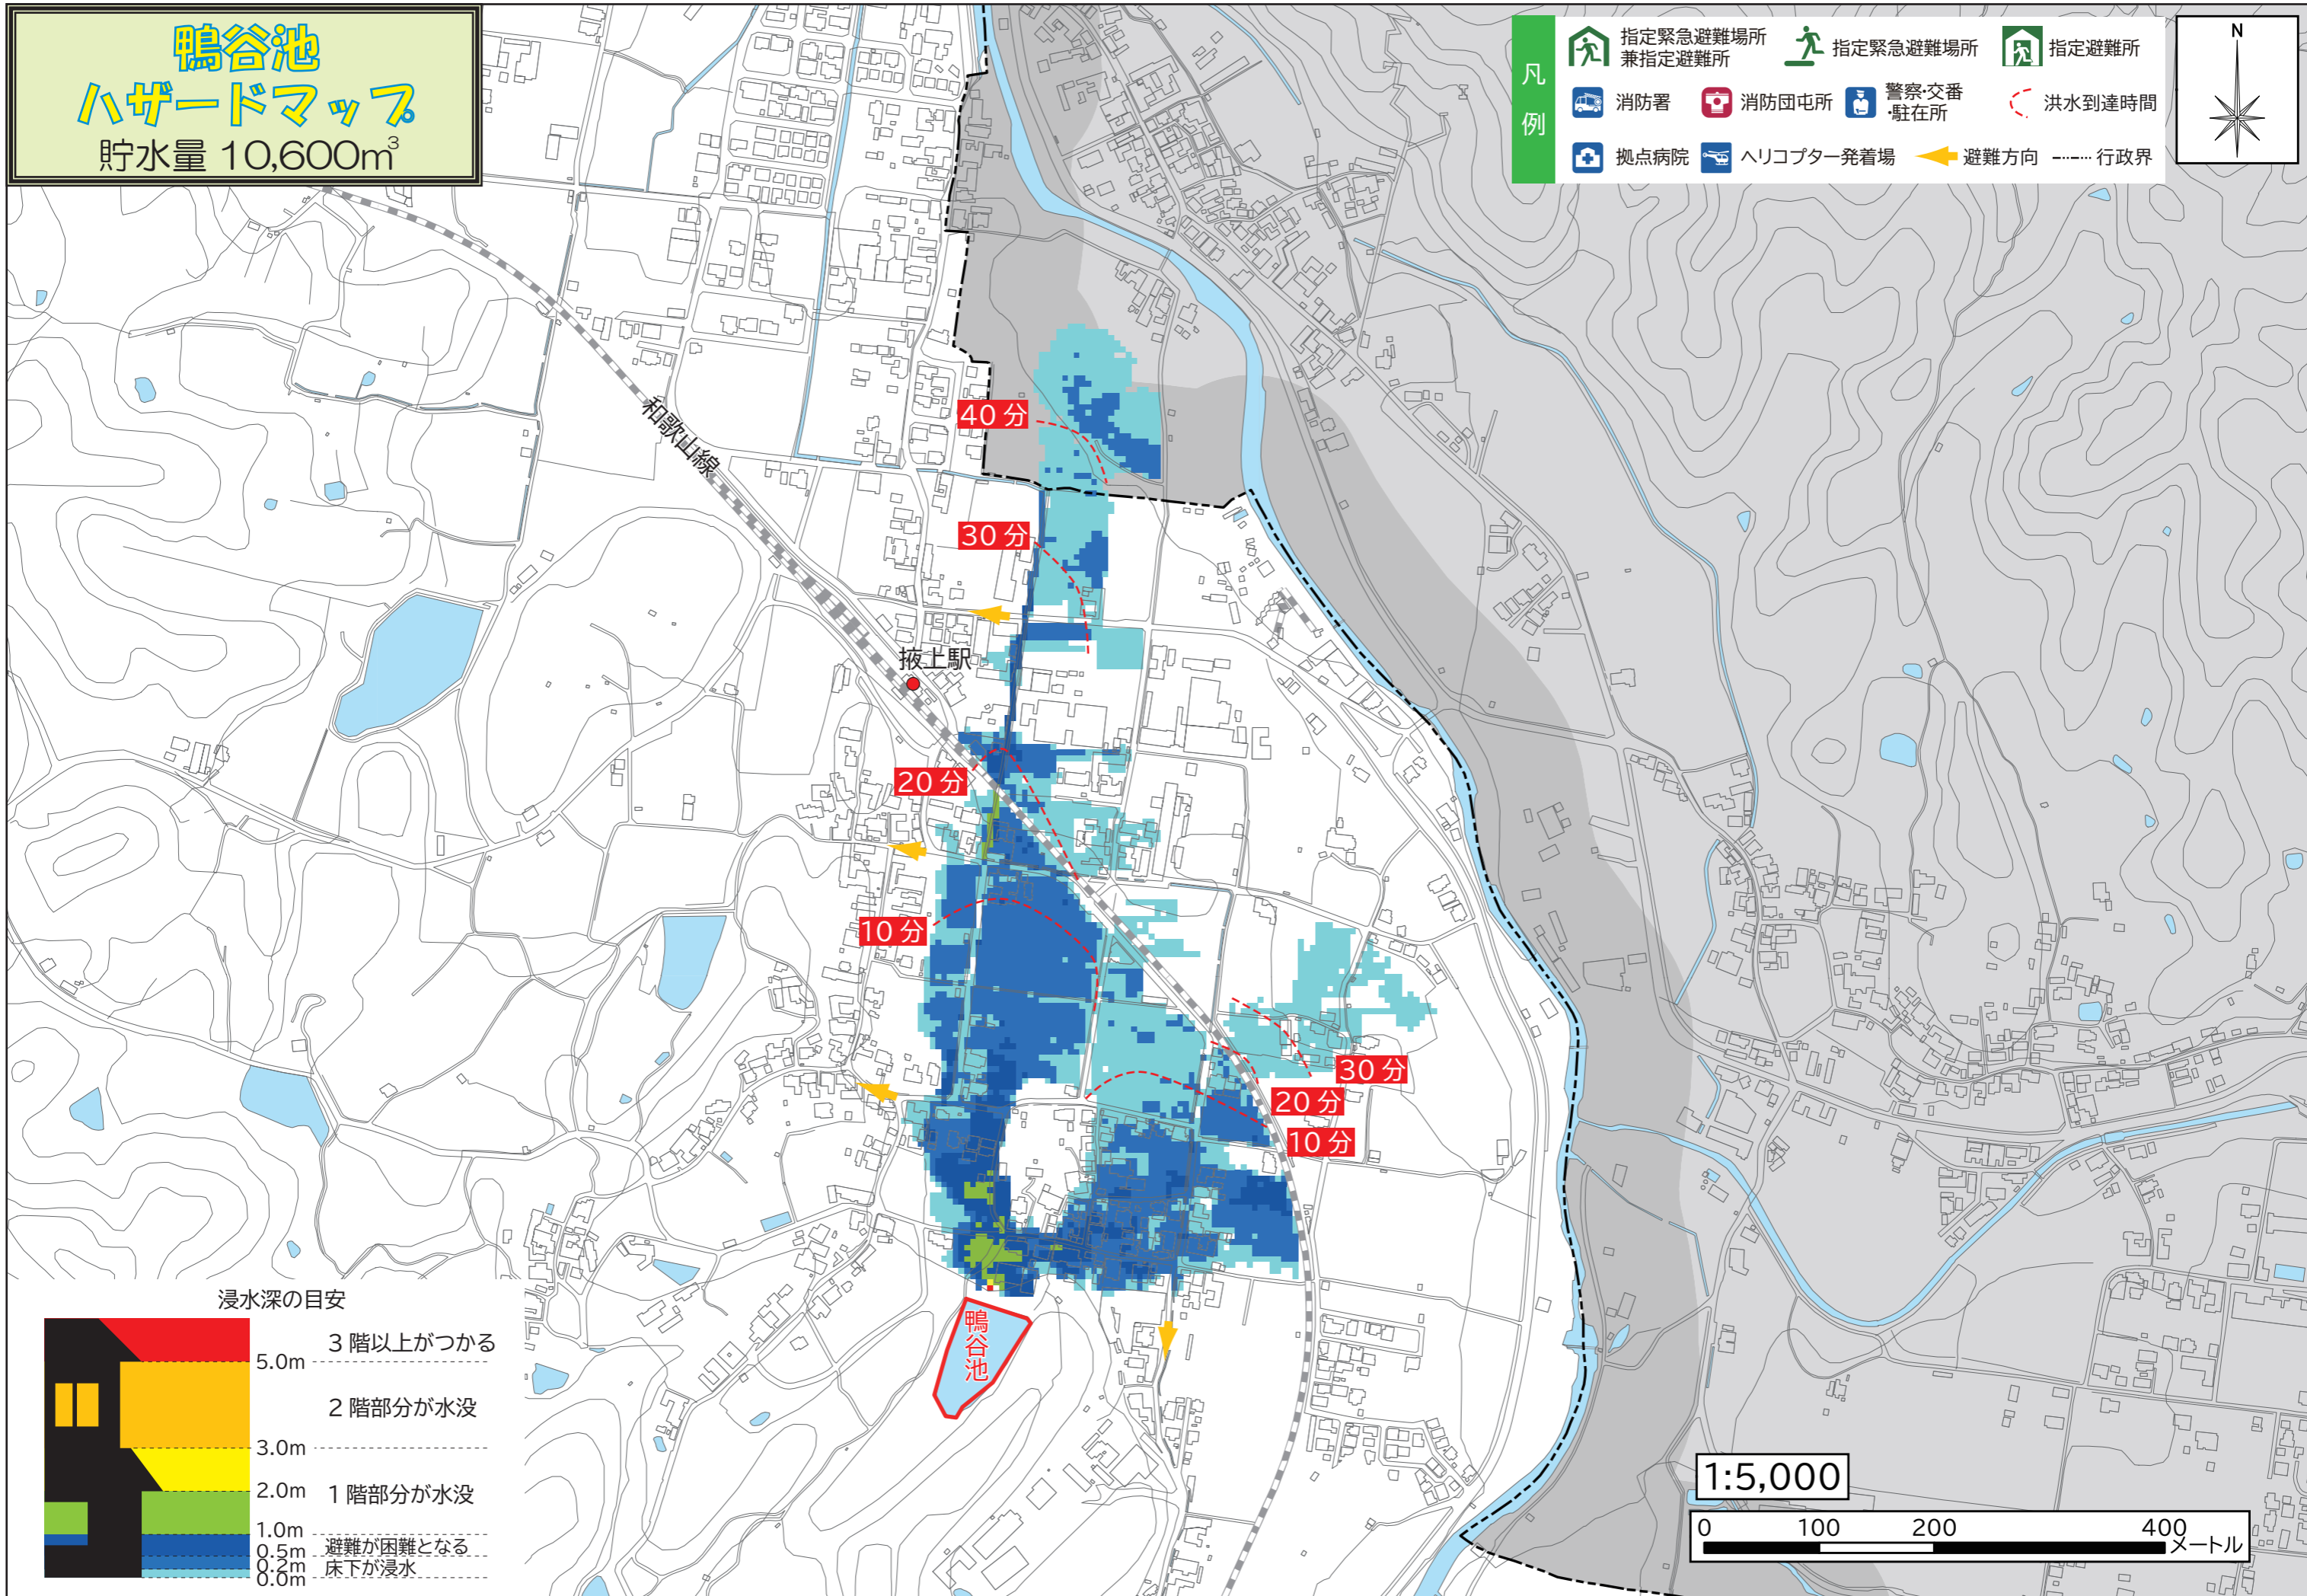 鴨谷池
ハザードマップ
貯水量 10,600m³
凡例
指定緊急避難場所
兼指定避難所
指定緊急避難場所
指定避難所
消防署
消防団屯所
警察・交番
・駐在所
洪水到達時間
拠点病院
ヘリコプター発着場
避難方向
行政界
N
和歌山線
40分
30分
掖上駅
20分
10分
30分
20分
10分
鴨谷池
浸水深の目安
3階以上がつかる
5.0m
2階部分が水没
3.0m
2.0m
1階部分が水没
1.0m
避難が困難となる
0.5m
床下が浸水
0.2m
0.0m
1:5,000
0 100 200 400
メートル